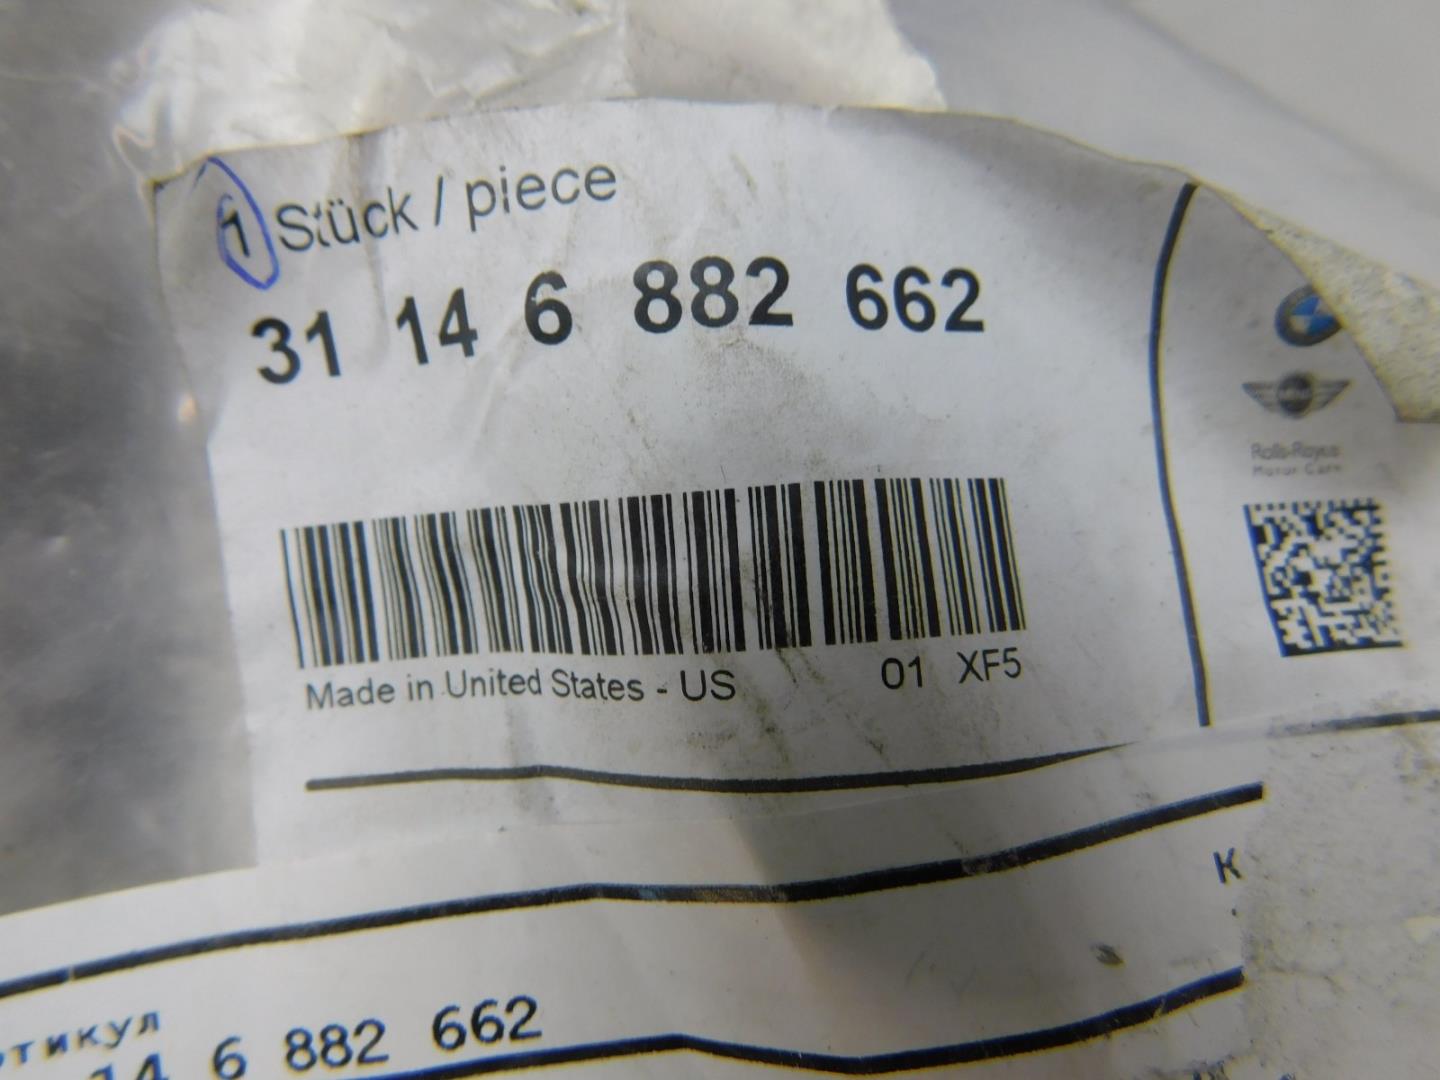 1 Stück / piece
31 14 6 882 662
Rolls-Royce
Motor Cars
Made in United States - US 01 XF5
К
ртикул
14 6 882 662